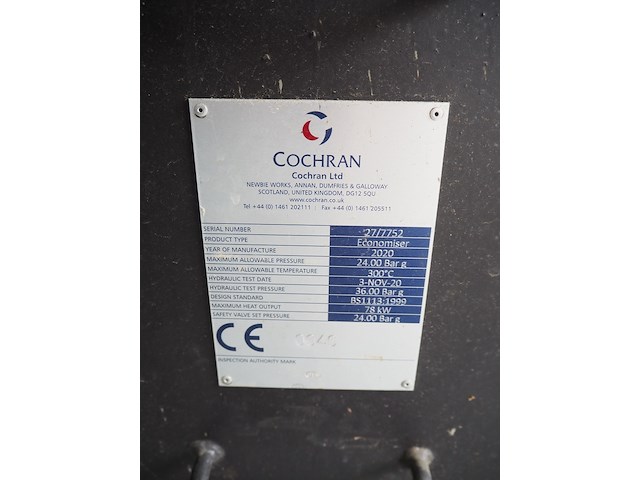 COCHRAN
Cochran Ltd
NEWBIE WORKS, ANNAN, DUMFRIES & GALLOWAY
SCOTLAND, UNITED KINGDOM, DG12 5QU
www.cochran.co.uk
Tel +44 (0) 1461 202111 : Fax +44 (0) 1461 205511
SERIAL NUMBER 27/7752
PRODUCT TYPE Economiser
YEAR OF MANUFACTURE 2020
MAXIMUM ALLOWABLE PRESSURE 24.00 Bar g
MAXIMUM ALLOWABLE TEMPERATURE 300°C
HYDRAULIC TEST DATE 3-NOV-20
HYDRAULIC TEST PRESSURE 36.00 Bar g
DESIGN STANDARD BS1113:1999
MAXIMUM HEAT OUTPUT 78 kW
SAFETY VALVE SET PRESSURE 24.00 Bar g
CE
INSPECTION AUTHORITY MARK